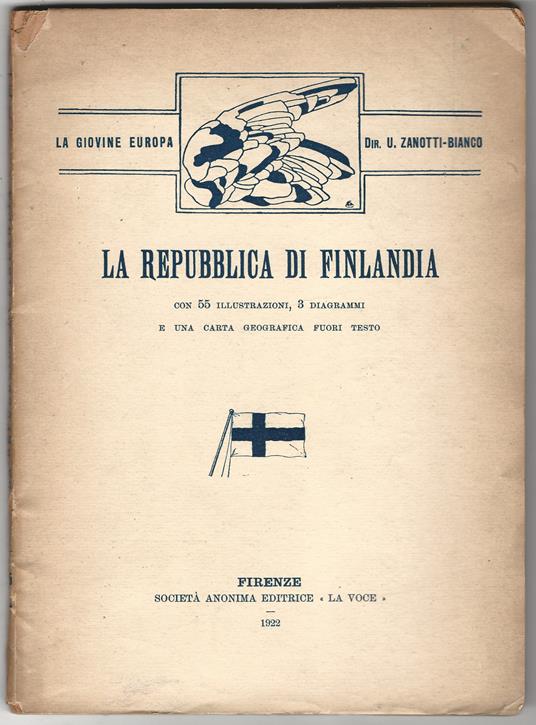 LA GIOVINE EUROPA
DIR. U. ZANOTTI-BIANCO
LA REPUBBLICA DI FINLANDIA
CON 55 ILLUSTRAZIONI, 3 DIAGRAMMI
E UNA CARTA GEOGRAFICA FUORI TESTO
FIRENZE
SOCIETÀ ANONIMA EDITRICE « LA VOCE »
1922